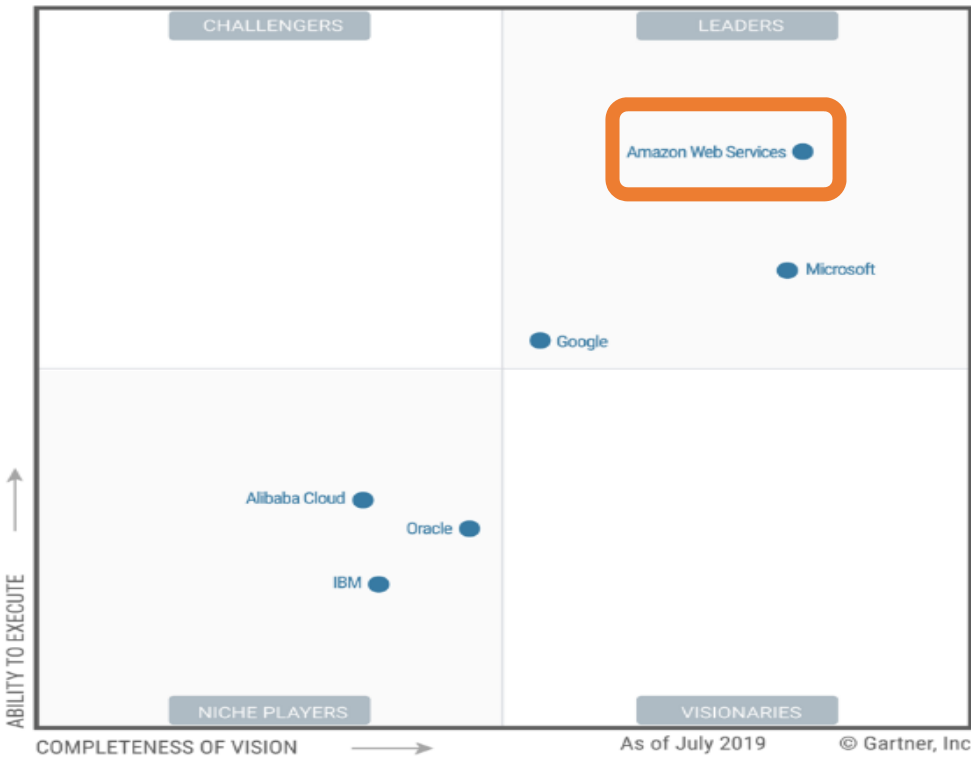 CHALLENGERS
LEADERS
Amazon Web Services
Microsoft
Google
Alibaba Cloud
Oracle
IBM
NICHE PLAYERS
VISIONARIES
ABILITY TO EXECUTE
COMPLETENESS OF VISION
As of July 2019
© Gartner, Inc